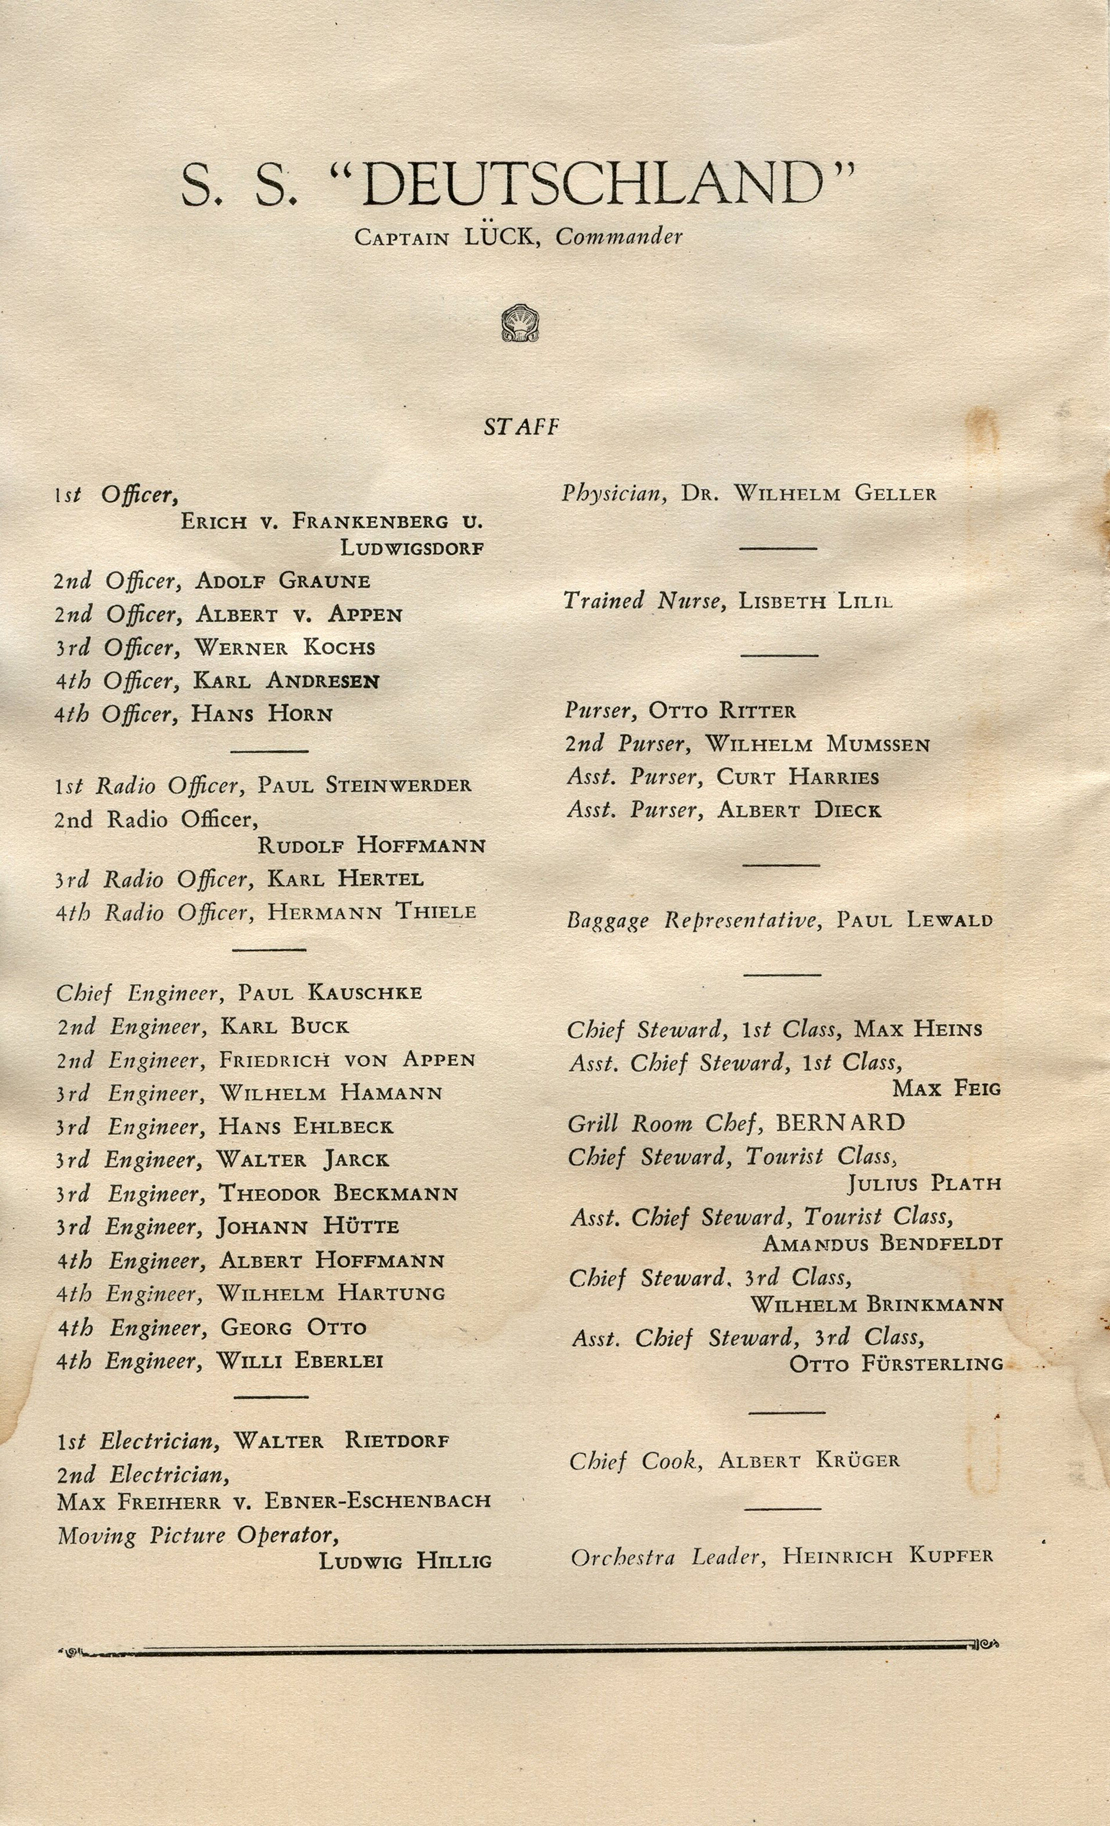 S. S. “DEUTSCHLAND”
CAPTAIN LÜCK, Commander
STAFF
1st Officer,
ERICH V. FRANKENBERG U.
LUDWIGSDORF
2nd Officer, ADOLF GRAUNE
2nd Officer, ALBERT V. APPEN
3rd Officer, WERNER KOCHS
4th Officer, KARL ANDRESEN
4th Officer, HANS HORN
1st Radio Officer, PAUL STEINWERDER
2nd Radio Officer,
RUDOLF HOFFMANN
3rd Radio Officer, KARL HERTEL
4th Radio Officer, HERMANN THIELE
Chief Engineer, PAUL KAUSCHKE
2nd Engineer, KARL BUCK
2nd Engineer, FRIEDRICH VON APPEN
3rd Engineer, WILHELM HAMANN
3rd Engineer, HANS EHLBECK
3rd Engineer, WALTER JARCK
3rd Engineer, THEODOR BECKMANN
3rd Engineer, JOHANN HÜTTE
4th Engineer, ALBERT HOFFMANN
4th Engineer, WILHELM HARTUNG
4th Engineer, GEORG OTTO
4th Engineer, WILLI EBERLEI
1st Electrician, WALTER RIETDORF
2nd Electrician,
MAX FREIHERR V. EBNER-ESCHENBACH
Moving Picture Operator,
LUDWIG HILLIG
Physician, DR. WILHELM GELLER
Trained Nurse, LISBETH LILIL
Purser, OTTO RITTER
2nd Purser, WILHELM MUMSSEN
Asst. Purser, CURT HARRIES
Asst. Purser, ALBERT DIECK
Baggage Representative, PAUL LEWALD
Chief Steward, 1st Class, MAX HEINS
Asst. Chief Steward, 1st Class,
MAX FEIG
Grill Room Chef, BERNARD
Chief Steward, Tourist Class,
JULIUS PLATH
Asst. Chief Steward, Tourist Class,
AMANDUS BENDFELDT
Chief Steward. 3rd Class,
WILHELM BRINKMANN
Asst. Chief Steward, 3rd Class,
OTTO FÜRSTERLING
Chief Cook, ALBERT KRÜGER
Orchestra Leader, HEINRICH KUPFER